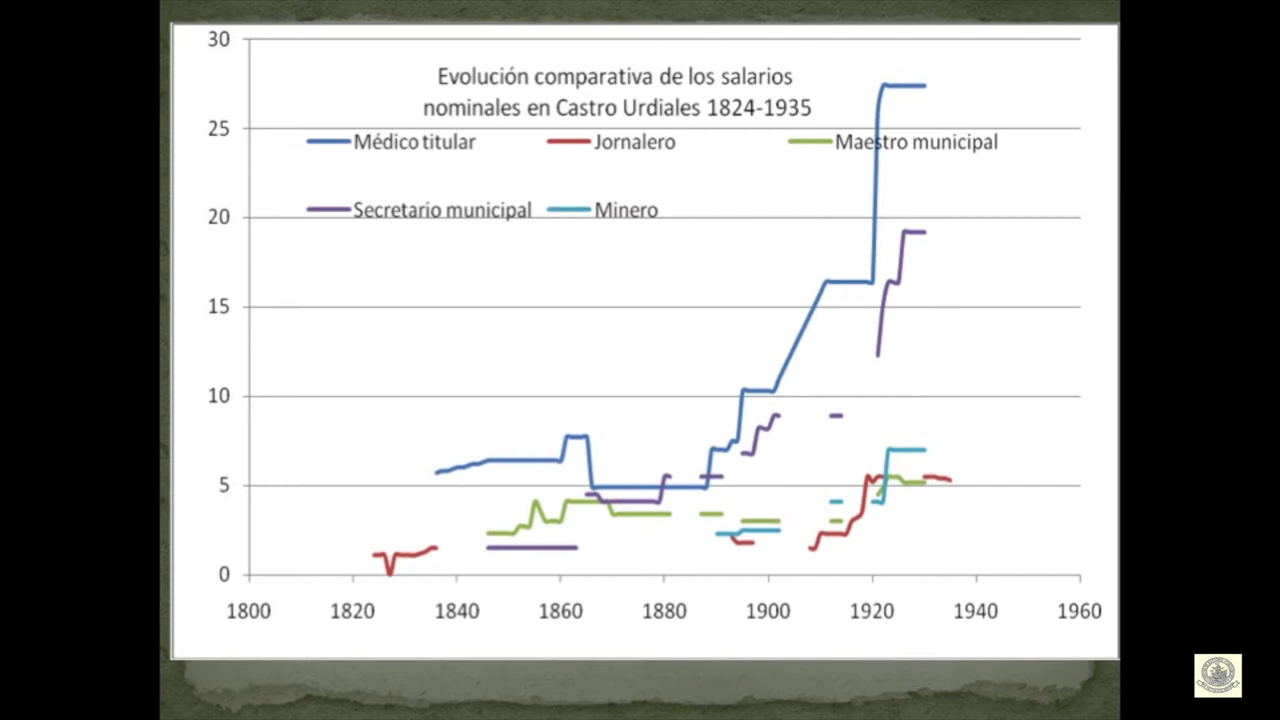 Evolución comparativa de los salarios
nominales en Castro Urdiales 1824-1935
Médico titular Jornalero Maestro municipal
Secretario municipal Minero
30
25
20
15
10
5
0
1800 1820 1840 1860 1880 1900 1920 1940 1960